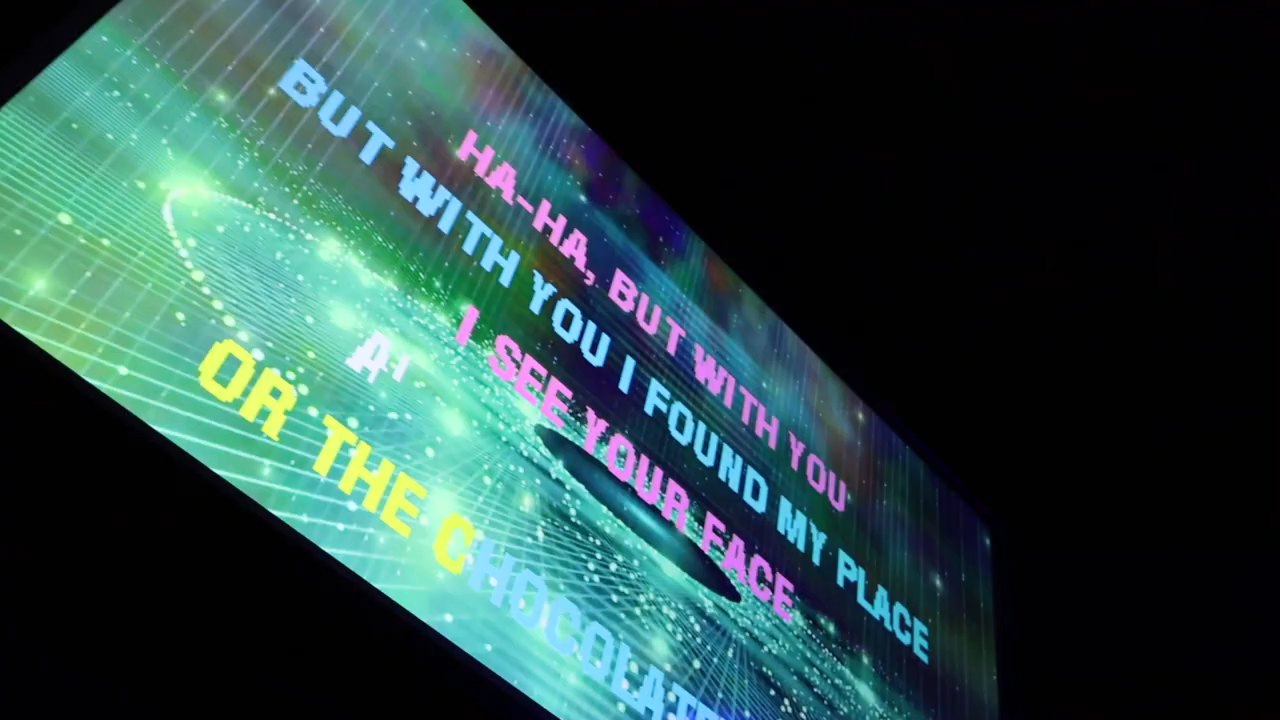 HA-HA, BUT WITH YOU
BUT WITH YOU I FOUND MY PLACE
I SEE YOUR FACE
OR THE CHOCOLATE